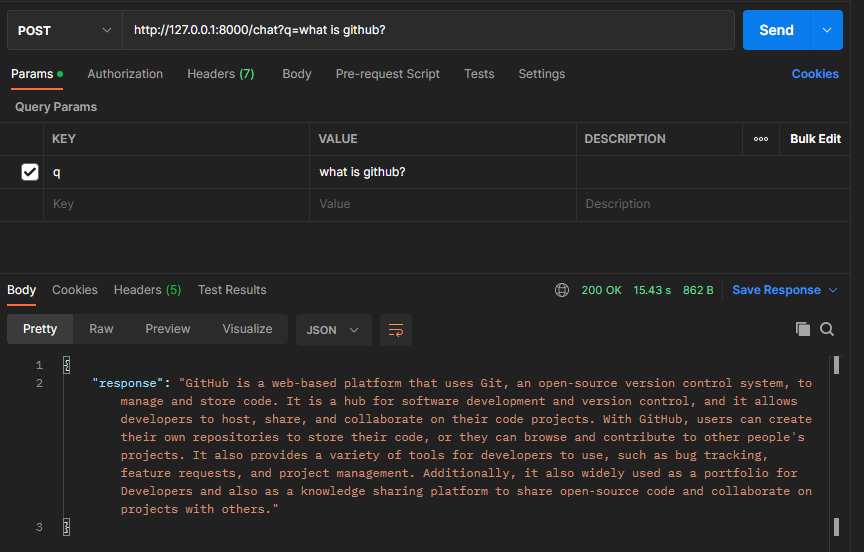 POST http://127.0.0.1:8000/chat?q=what is github? Send
Params Authorization Headers (7) Body Pre-request Script Tests Settings Cookies
Query Params
KEY VALUE DESCRIPTION ooo Bulk Edit
q what is github?
Key Value Description
Body Cookies Headers (5) Test Results 200 OK 15.43 s 862 B Save Response
Pretty Raw Preview Visualize JSON
1 {
2 "response": "GitHub is a web-based platform that uses Git, an open-source version control system, to
manage and store code. It is a hub for software development and version control, and it allows
developers to host, share, and collaborate on their code projects. With GitHub, users can create
their own repositories to store their code, or they can browse and contribute to other people's
projects. It also provides a variety of tools for developers to use, such as bug tracking,
feature requests, and project management. Additionally, it also widely used as a portfolio for
Developers and also as a knowledge sharing platform to share open-source code and collaborate on
projects with others."
3 }